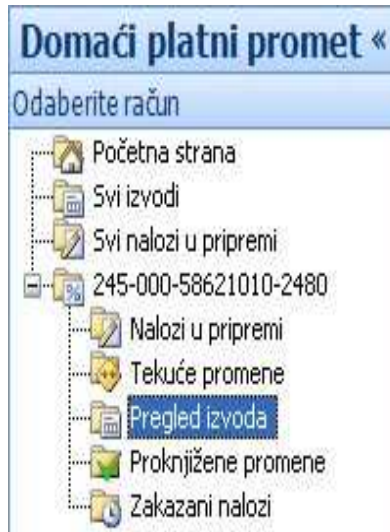 Domaći platni promet «
Odaberite račun
Početna strana
Svi izvodi
Svi nalozi u pripremi
245-000-58621010-2480
Nalozi u pripremi
Tekuće promene
Pregled izvoda
Proknjižene promene
Zakazani nalozi